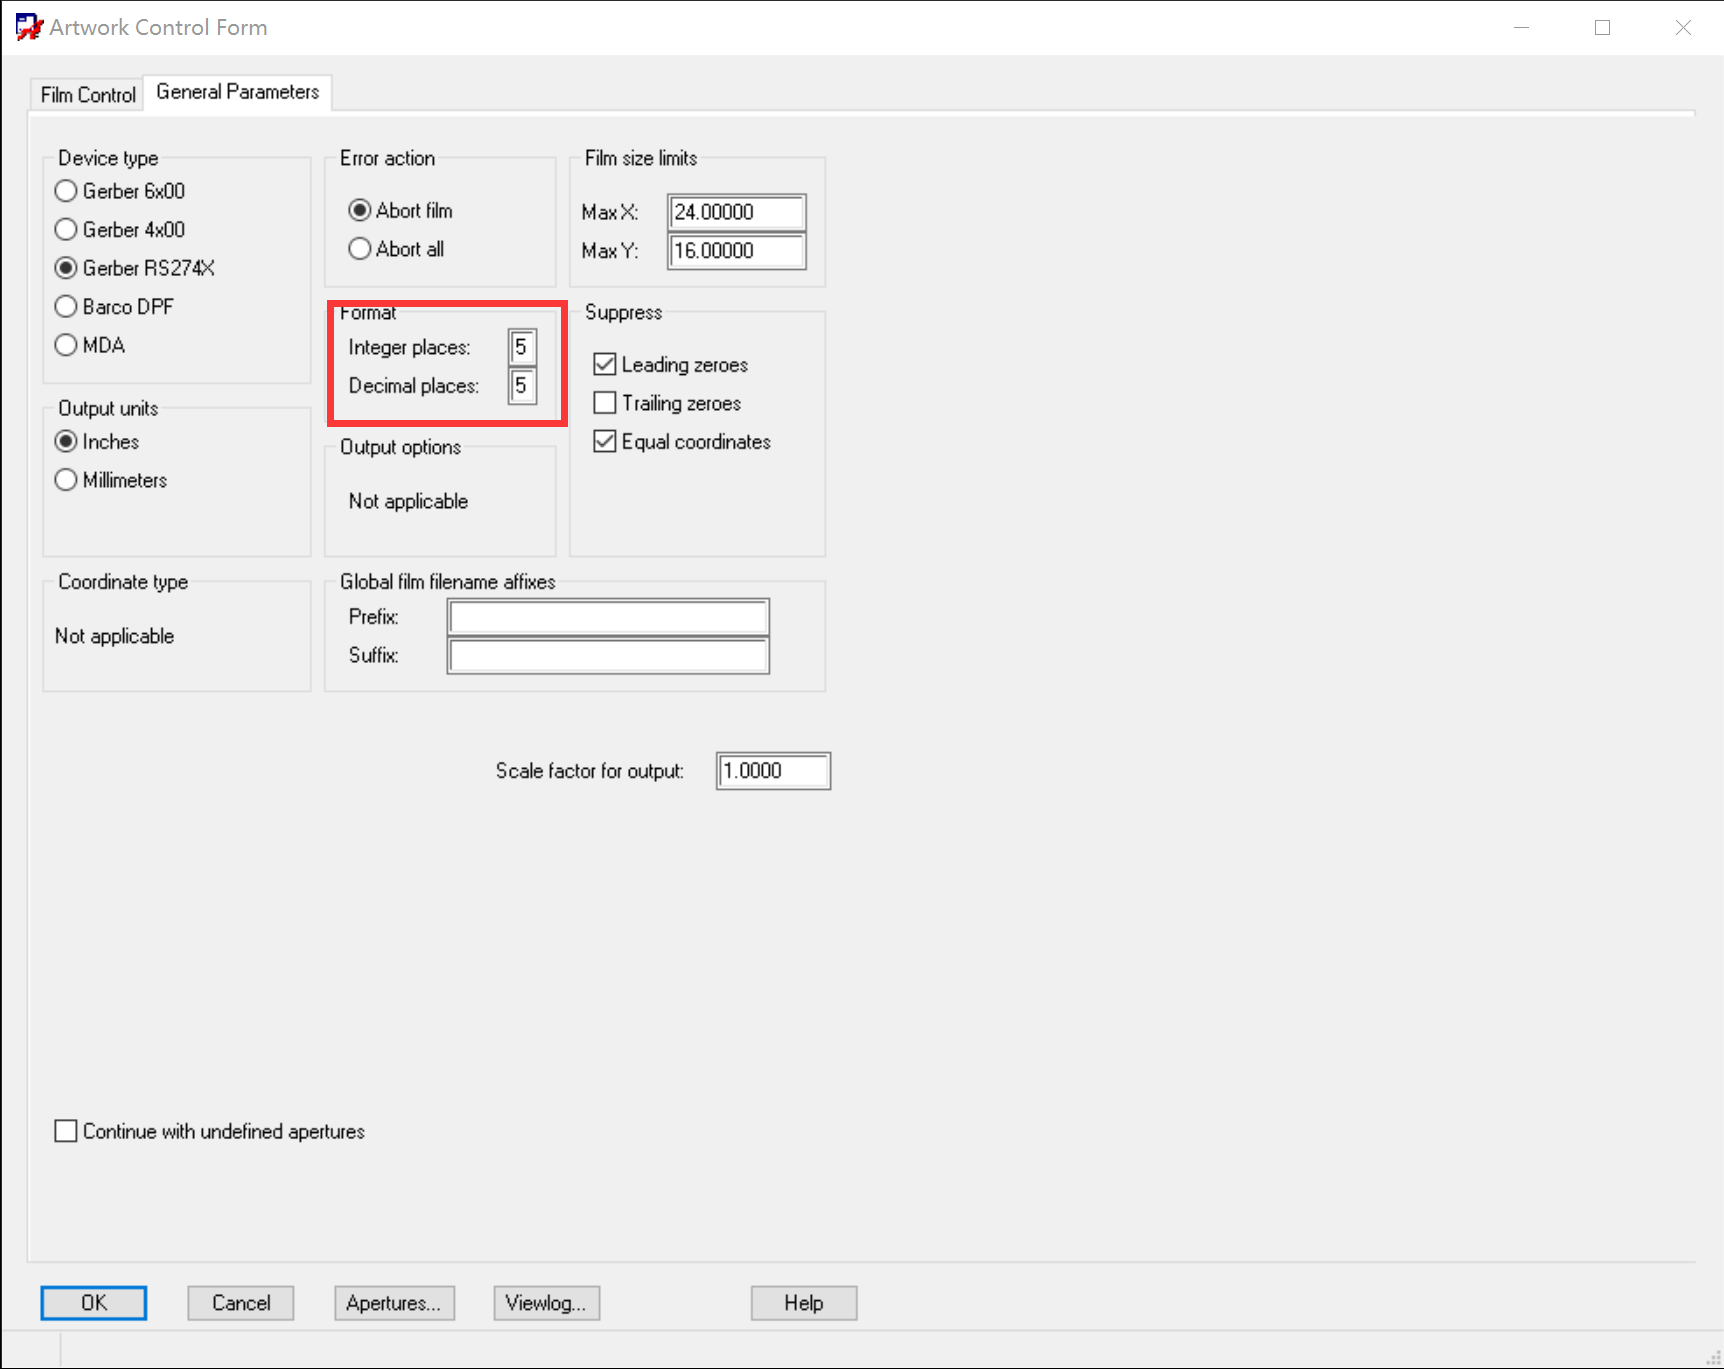 Artwork Control Form
Film Control
General Parameters
Device type
Gerber 6x00
Gerber 4x00
Gerber RS274X
Barco DPF
MDA
Error action
Abort film
Abort all
Film size limits
Max X: 24.00000
Max Y: 16.00000
Format
Integer places: 5
Decimal places: 5
Suppress
Leading zeroes
Trailing zeroes
Equal coordinates
Output units
Inches
Millimeters
Output options
Not applicable
Coordinate type
Not applicable
Global film filename affixes
Prefix:
Suffix:
Scale factor for output: 1.0000
Continue with undefined apertures
OK
Cancel
Apertures...
Viewlog...
Help